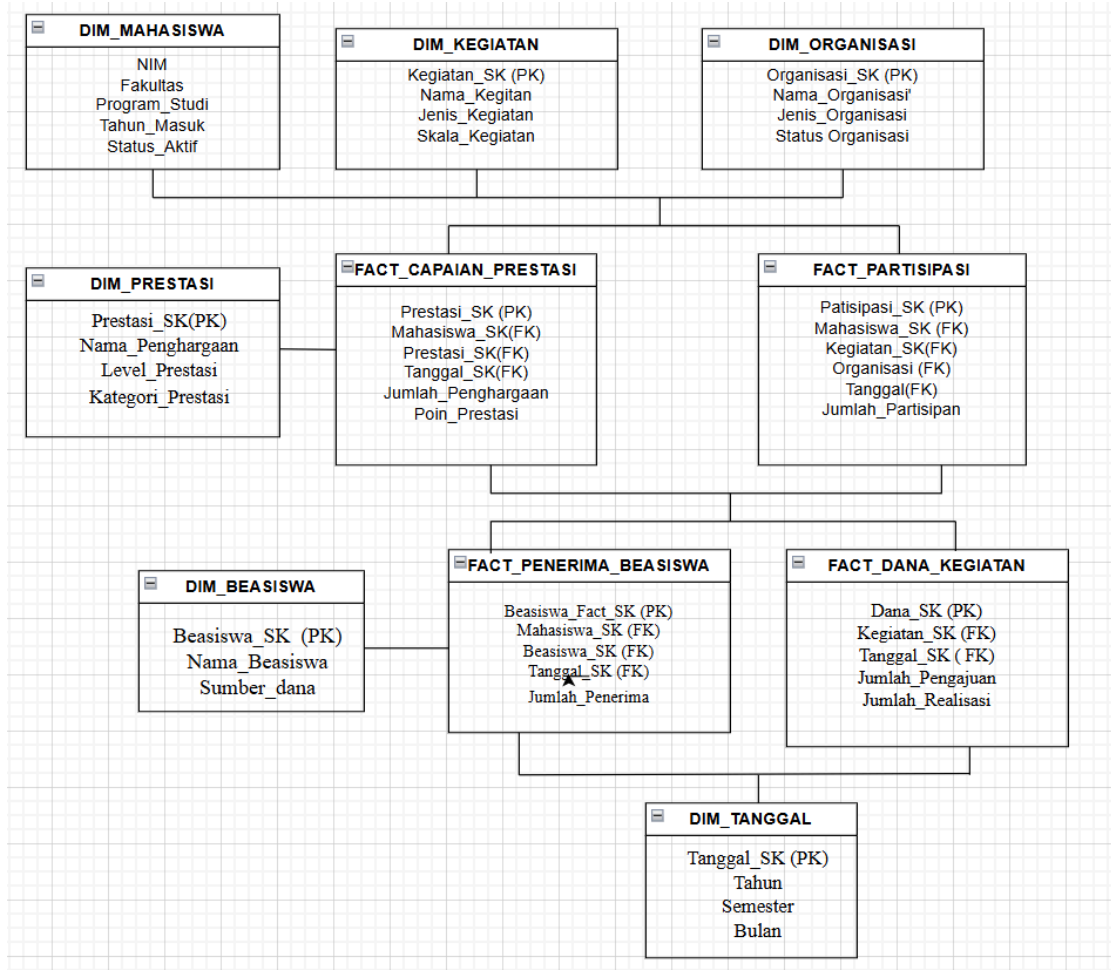 DIM_MAHASISWA
NIM
Fakultas
Program_Studi
Tahun_Masuk
Status_Aktif
DIM_KEGIATAN
Kegiatan_SK (PK)
Nama_Kegitan
Jenis_Kegiatan
Skala_Kegiatan
DIM_ORGANISASI
Organisasi_SK (PK)
Nama_Organisasi'
Jenis_Organisasi
Status Organisasi
DIM_PRESTASI
Prestasi_SK(PK)
Nama_Penghargaan
Level_Prestasi
Kategori_Prestasi
FACT_CAPAIAN_PRESTASI
Prestasi_SK (PK)
Mahasiswa_SK(FK)
Prestasi_SK(FK)
Tanggal_SK(FK)
Jumlah_Penghargaan
Poin_Prestasi
FACT_PARTISIPASI
Patisipasi_SK (PK)
Mahasiswa_SK (FK)
Kegiatan_SK(FK)
Organisasi (FK)
Tanggal(FK)
Jumlah_Partisipan
DIM_BEASISWA
Beasiswa_SK (PK)
Nama_Beasiswa
Sumber_dana
FACT_PENERIMA_BEASISWA
Beasiswa_Fact_SK (PK)
Mahasiswa_SK (FK)
Beasiswa_SK (FK)
Tanggal_SK (FK)
Jumlah_Penerima
FACT_DANA_KEGIATAN
Dana_SK (PK)
Kegiatan_SK (FK)
Tanggal_SK ( FK)
Jumlah_Pengajuan
Jumlah_Realisasi
DIM_TANGGAL
Tanggal_SK (PK)
Tahun
Semester
Bulan